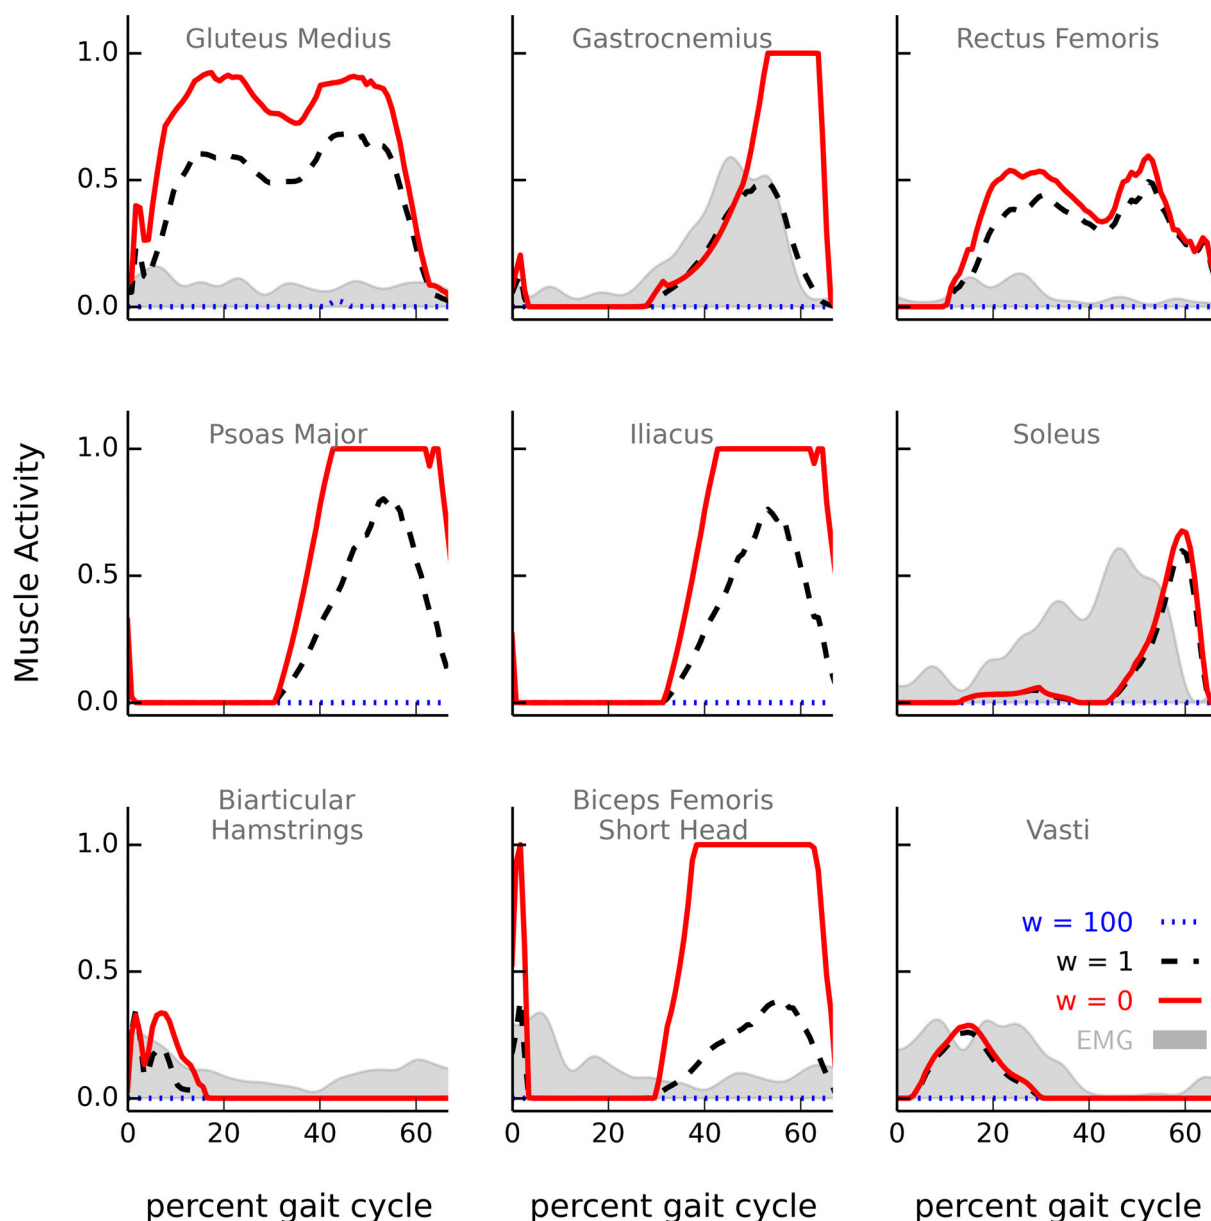 Gluteus Medius
Gastrocnemius
Rectus Femoris
1.0
0.5
0.0
Psoas Major
Iliacus
Soleus
Muscle Activity
1.0
0.5
0.0
Biarticular
Hamstrings
Biceps Femoris
Short Head
Vasti
1.0
0.5
0.0
w = 100
w = 1
w = 0
EMG
0 20 40 60
0 20 40 60
0 20 40 60
percent gait cycle
percent gait cycle
percent gait cycle